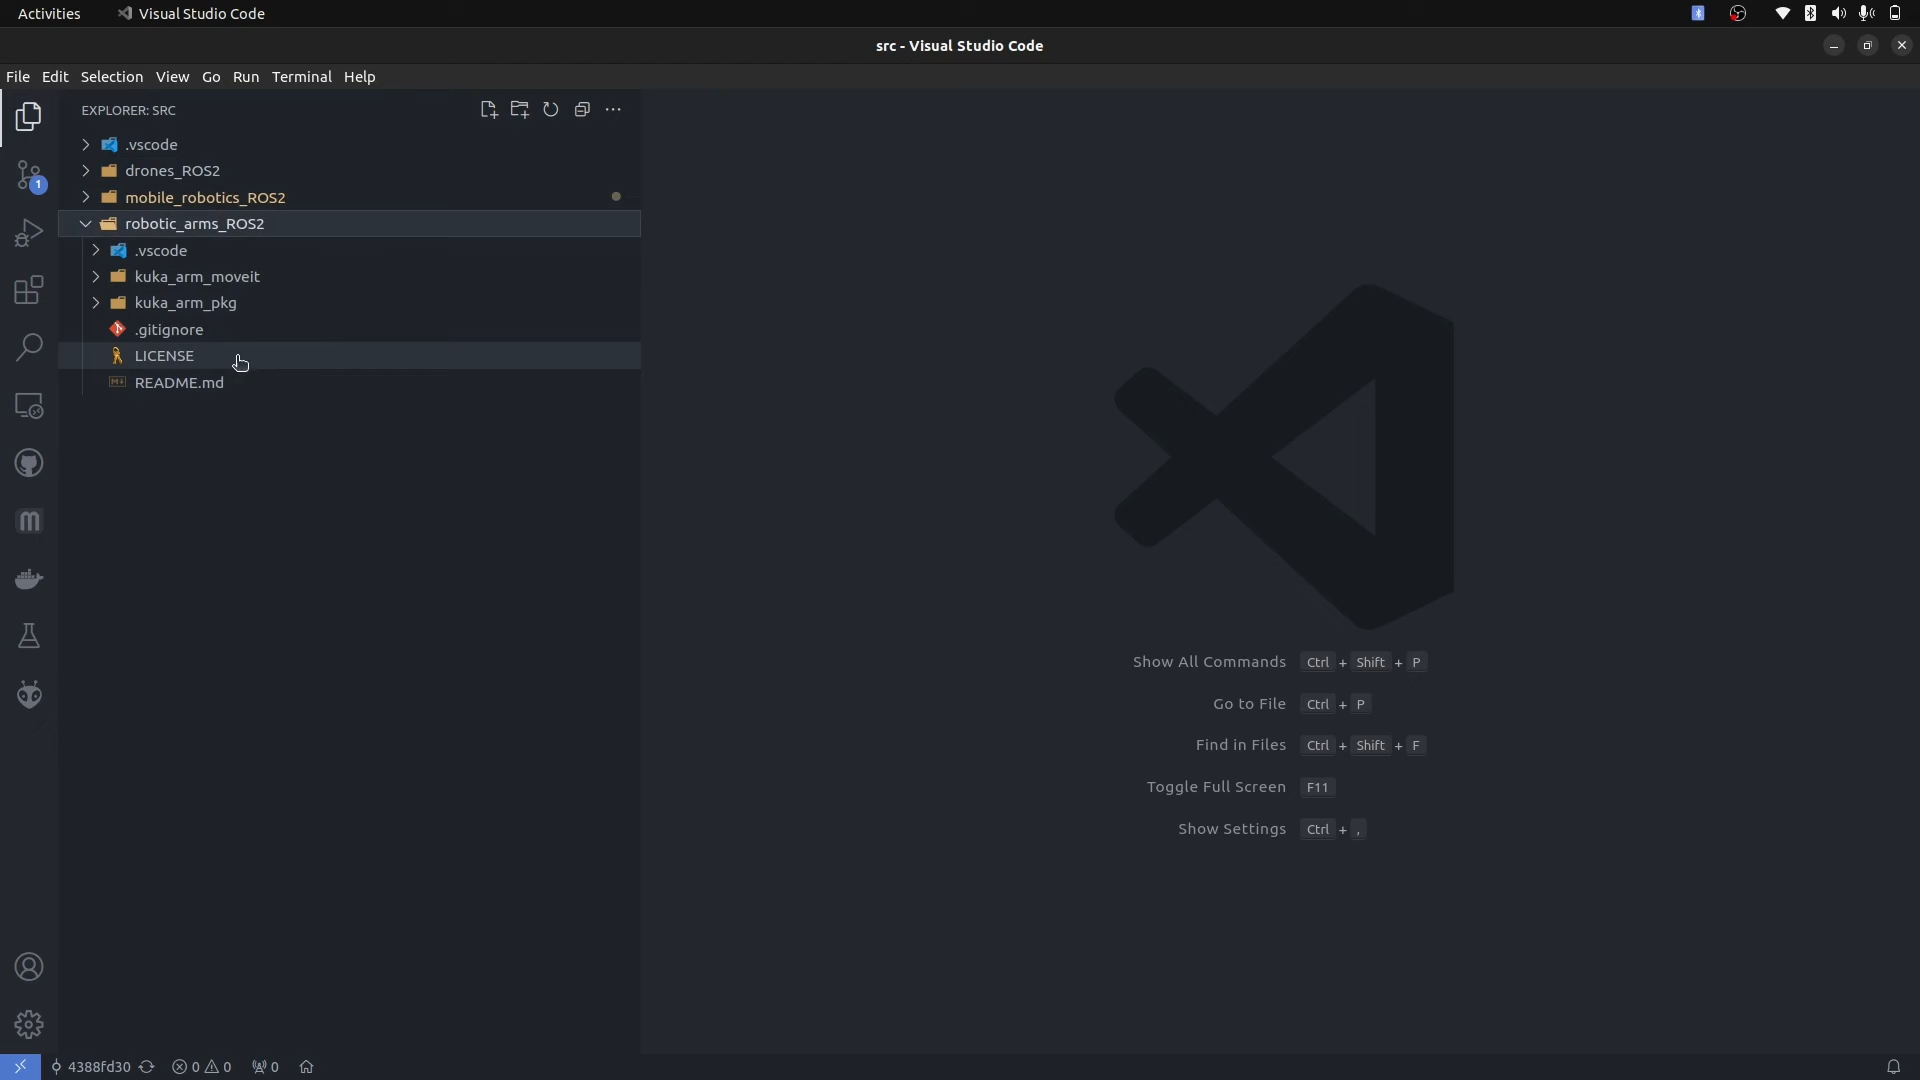 Activities Visual Studio Code
src - Visual Studio Code
File Edit Selection View Go Run Terminal Help
EXPLORER: SRC
.vscode
drones_ROS2
mobile_robotics_ROS2
robotic_arms_ROS2
.vscode
kuka_arm_moveit
kuka_arm_pkg
.gitignore
LICENSE
README.md
1
Show All Commands Ctrl + Shift + P
Go to File Ctrl + P
Find in Files Ctrl + Shift + F
Toggle Full Screen F11
Show Settings Ctrl + ,
4388fd30 0 0 0